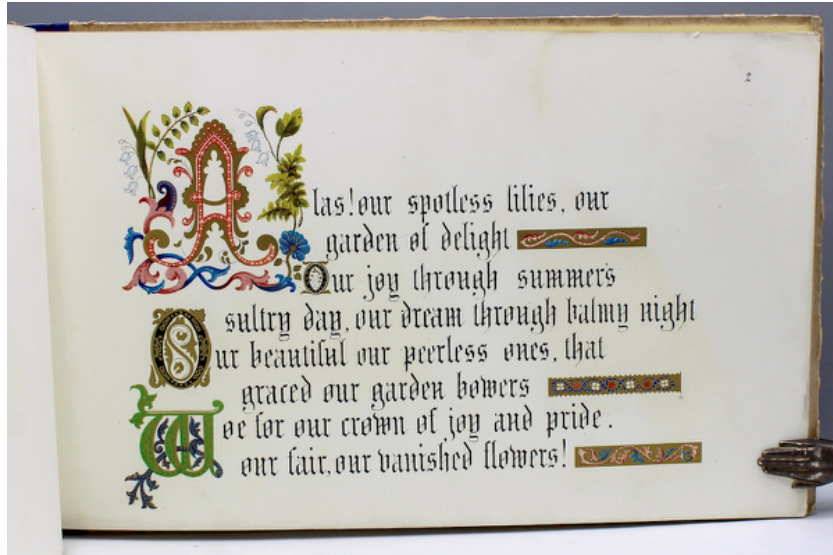 2
Alas! our spotless lilies, our
garden of delight
Our joy through summers
sultry day, our dream through balmy night
Our beautiful our peerless ones, that
graced our garden bowers
Woe for our crown of joy and pride.
our fair, our vanished flowers!